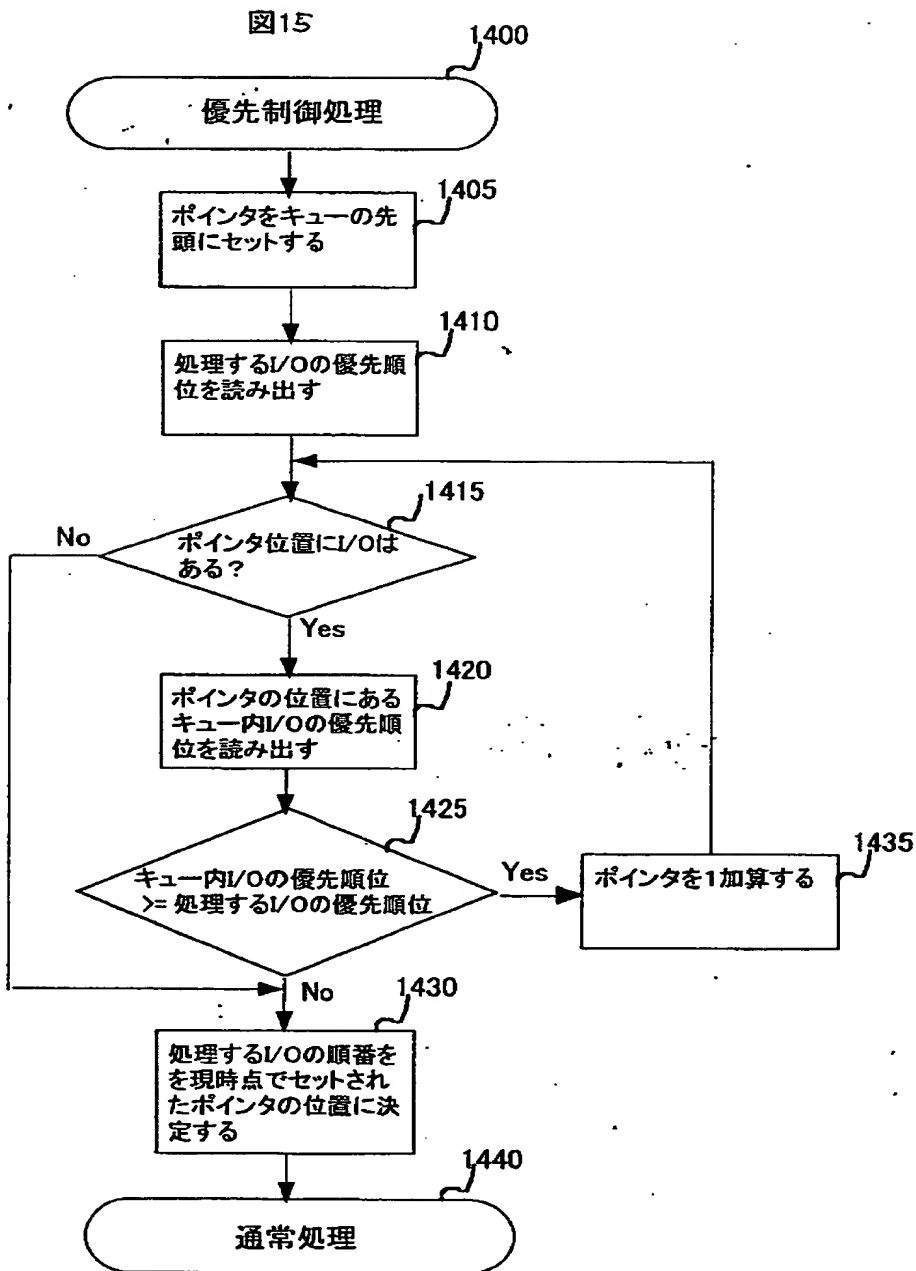 図15
1400
優先制御処理
1405
ポインタをキューの先
頭にセットする
1410
処理するI/Oの優先順
位を読み出す
1415
No
ポインタ位置にI/Oは
ある?
Yes
1420
ポインタの位置にある
キュー内I/Oの優先順
位を読み出す
1425
キュー内I/Oの優先順位
>= 処理するI/Oの優先順位
Yes
1435
ポインタを1加算する
No
1430
処理するI/Oの順番を
を現時点でセットされ
たポインタの位置に決
定する
1440
通常処理